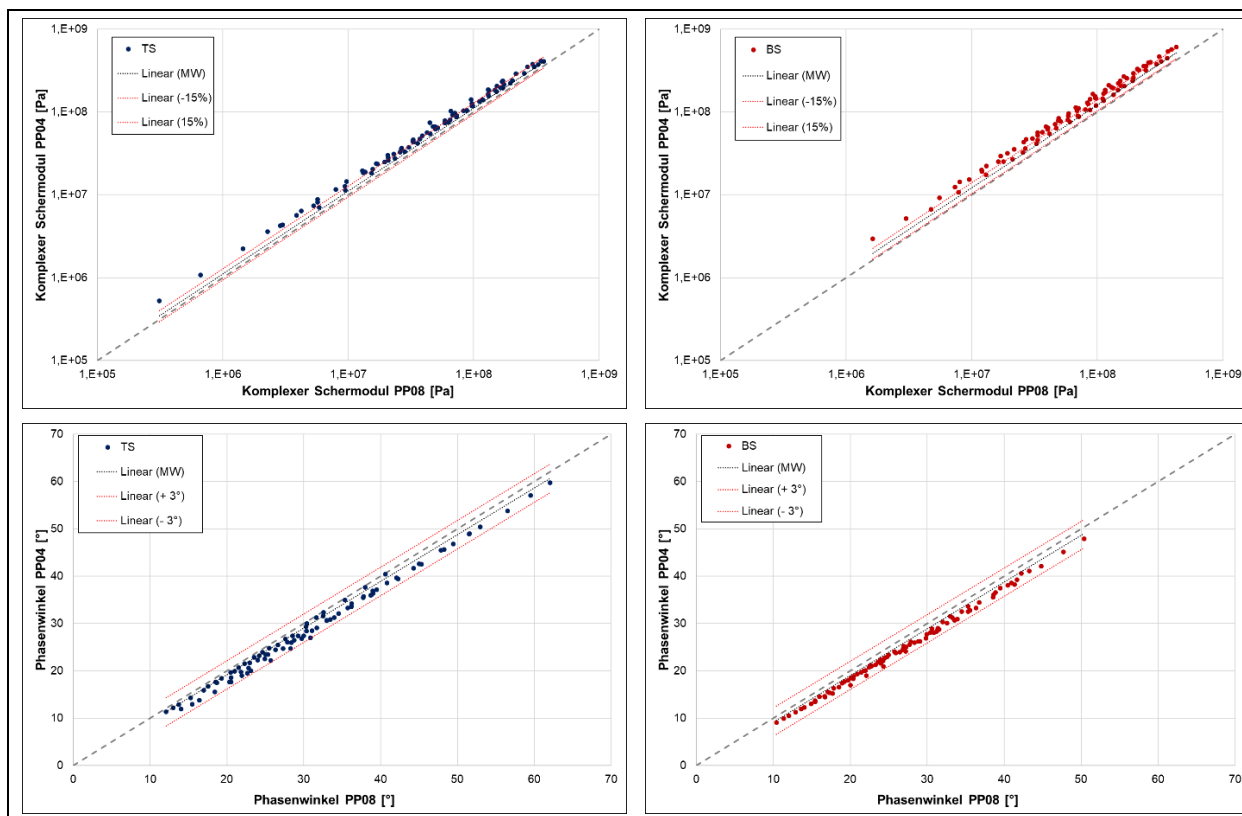 1,E+09
1,E+08
1,E+07
1,E+06
1,E+05
Komplexer Schermodul PP04 [Pa]
TS
Linear (MW)
Linear (-15%)
Linear (15%)
1,E+05
1,E+06
1,E+07
1,E+08
1,E+09
Komplexer Schermodul PP08 [Pa]
1,E+09
1,E+08
1,E+07
1,E+06
1,E+05
Komplexer Schermodul PP04 [Pa]
BS
Linear (MW)
Linear (-15%)
Linear (15%)
1,E+05
1,E+06
1,E+07
1,E+08
1,E+09
Komplexer Schermodul PP08 [Pa]
70
60
50
40
30
20
10
0
Phasenwinkel PP04 [°]
TS
Linear (MW)
Linear (+ 3°)
Linear (- 3°)
0
10
20
30
40
50
60
70
Phasenwinkel PP08 [°]
70
60
50
40
30
20
10
0
Phasenwinkel PP04 [°]
BS
Linear (MW)
Linear (+ 3°)
Linear (- 3°)
0
10
20
30
40
50
60
70
Phasenwinkel PP08 [°]